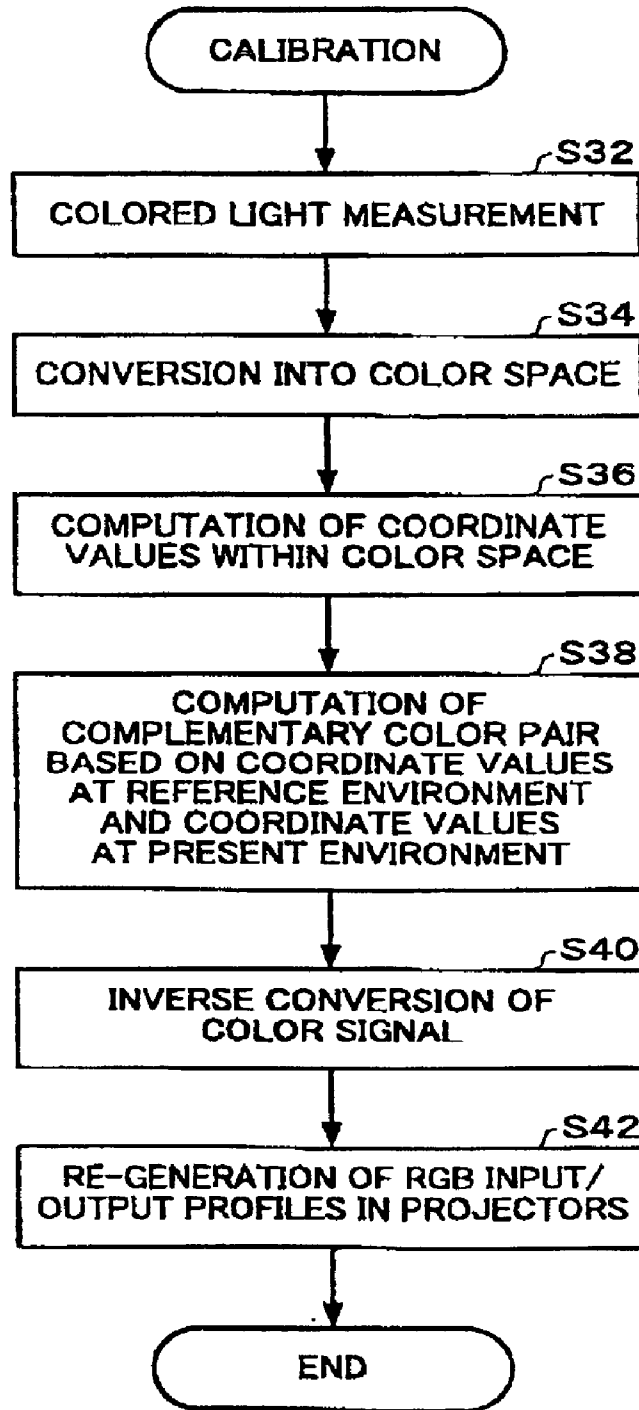 CALIBRATION
S32
COLORED LIGHT MEASUREMENT
S34
CONVERSION INTO COLOR SPACE
S36
COMPUTATION OF COORDINATE
VALUES WITHIN COLOR SPACE
S38
COMPUTATION OF
COMPLEMENTARY COLOR PAIR
BASED ON COORDINATE VALUES
AT REFERENCE ENVIRONMENT
AND COORDINATE VALUES
AT PRESENT ENVIRONMENT
S40
INVERSE CONVERSION OF
COLOR SIGNAL
S42
RE-GENERATION OF RGB INPUT/
OUTPUT PROFILES IN PROJECTORS
END